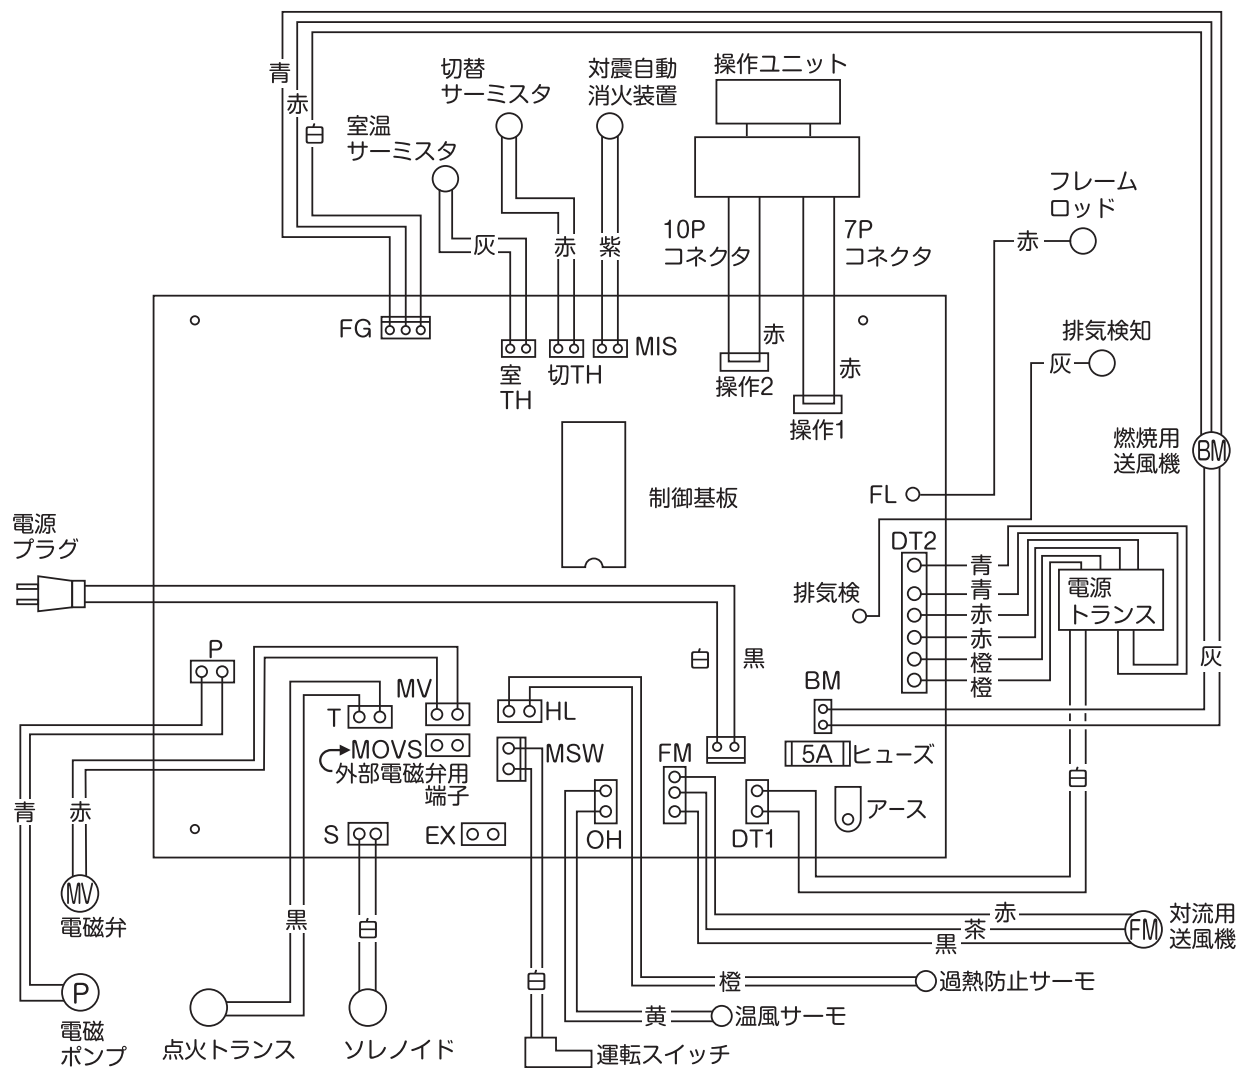 青
赤
白
切替
サーミスタ
対震自動
消火装置
操作ユニット
室温
サーミスタ
灰
赤
紫
10P
コネクタ
7P
コネクタ
フレーム
ロッド
赤
排気検知
灰
FG
MIS
室
TH
切TH
赤
操作2
赤
操作1
燃焼用
送風機
BM
制御基板
FL
電源
プラグ
DT2
青
青
赤
赤
橙
橙
電源
トランス
排気検
P
白
黒
灰
BM
MV
T
HL
MOVS
外部電磁弁用
端子
MSW
FM
5A
ヒューズ
白
青
赤
アース
S
EX
OH
DT1
MV
電磁弁
黒
白
赤
茶
黒
FM
対流用
送風機
P
電磁
ポンプ
白
橙
過熱防止サーモ
黄
温風サーモ
点火トランス
ソレノイド
運転スイッチ